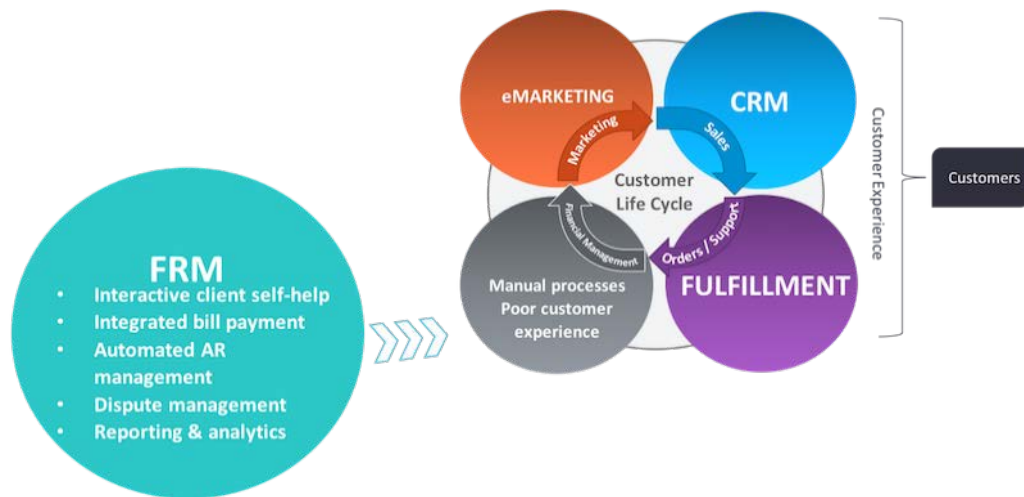 FRM
• Interactive client self-help
• Integrated bill payment
• Automated AR
management
• Dispute management
• Reporting & analytics
eMARKETING
CRM
Marketing
Sales
Customer
Life Cycle
Financial Management
Orders / Support
Manual processes
Poor customer
experience
FULFILLMENT
Customer Experience
Customers